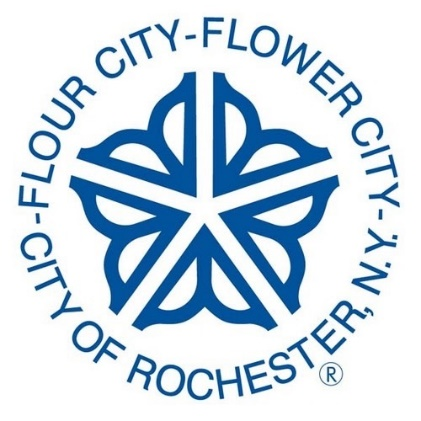 -FLOUR CITY-FLOWER CITY-
CITY OF ROCHESTER, N.Y.
®